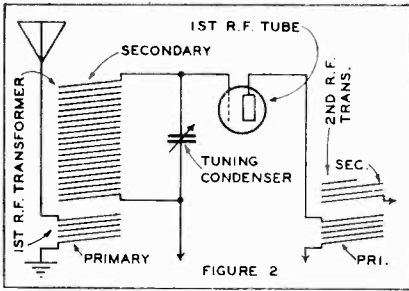 1ST R.F. TUBE
SECONDARY
1ST R.F. TRANSFORMER
2ND R.F.
TRANS.
TUNING
CONDENSER
SEC.
PRIMARY
FIGURE 2
PRI.